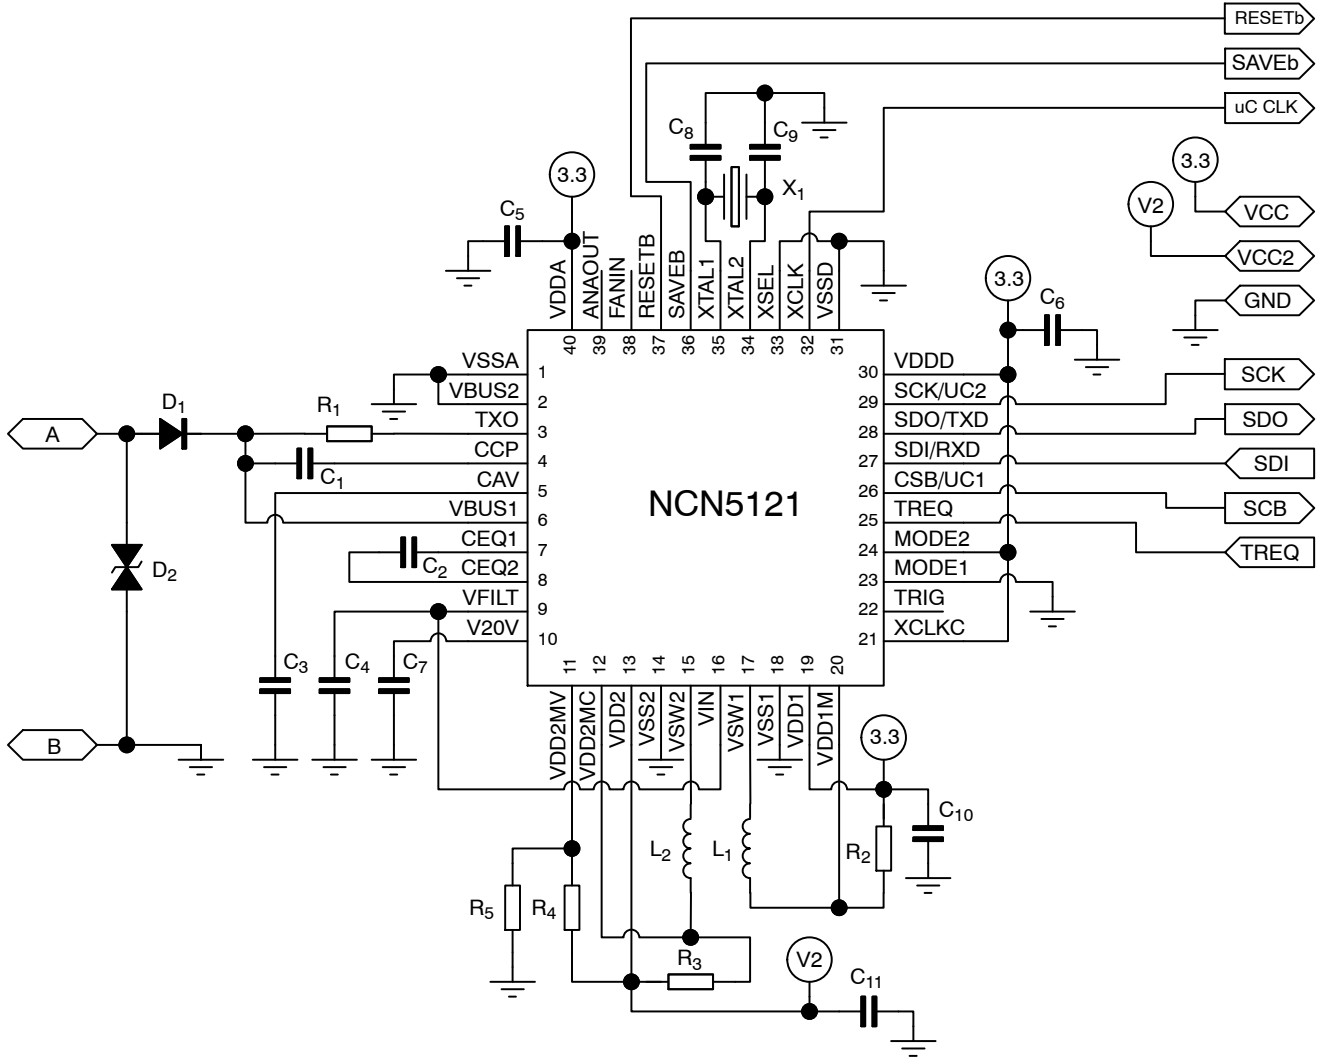 RESETb
SAVEb
uC CLK
C8
C9
X1
3.3
3.3
V2
VCC
VCC2
GND
C5
VDDA
ANAOUT
FANIN
RESETB
SAVEB
XTAL1
XTAL2
XSEL
XCLK
VSSD
3.3
C6
40
39
38
37
36
35
34
33
32
31
VSSA
1
VBUS2
2
TXO
3
CCP
4
CAV
5
VBUS1
6
CEQ1
7
CEQ2
8
VFILT
9
V20V
10
NCN5121
30
VDDD
29
SCK/UC2
28
SDO/TXD
27
SDI/RXD
26
CSB/UC1
25
TREQ
24
MODE2
23
MODE1
22
TRIG
21
XCLKC
SCK
SDO
SDI
SCB
TREQ
A
D1
R1
C1
D2
C2
C3
C4
C7
B
11
12
13
14
15
16
17
18
19
20
VDD2MV
VDD2MC
VDD2
VSS2
VSW2
VIN
VSW1
VSS1
VDD1
VDD1M
3.3
C10
L2
L1
R2
R5
R4
R3
V2
C11